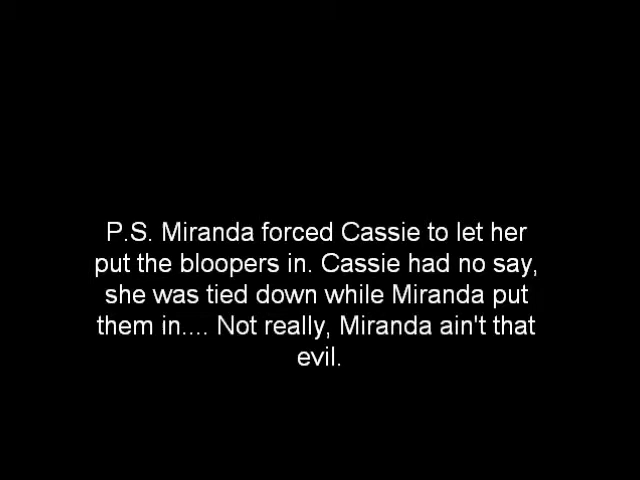 P.S. Miranda forced Cassie to let her
put the bloopers in. Cassie had no say,
she was tied down while Miranda put
them in.... Not really, Miranda ain't that
evil.